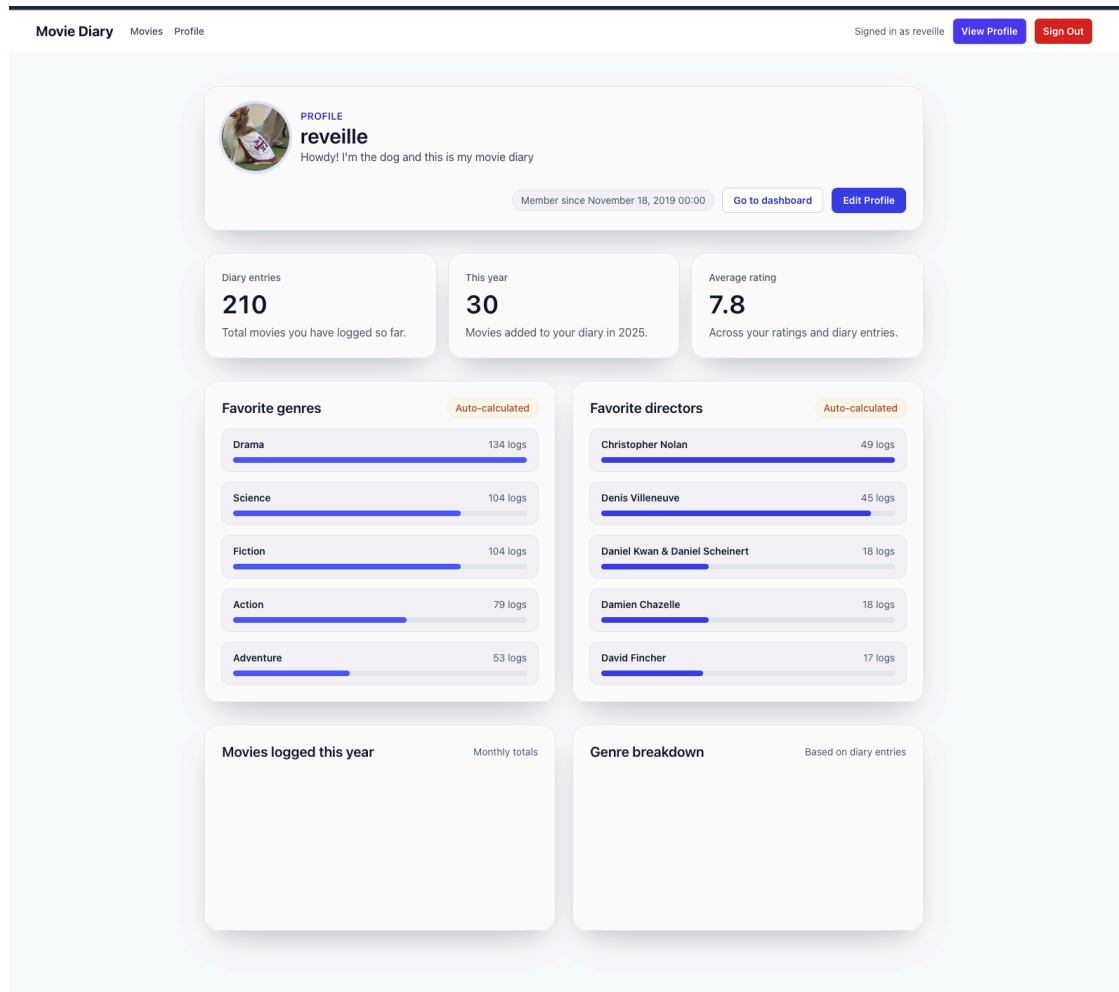 Movie Diary Movies Profile Signed in as reveille View Profile Sign Out
PROFILE
reveille
Howdy! I'm the dog and this is my movie diary
Member since November 18, 2019 00:00 Go to dashboard Edit Profile
Diary entries
210
Total movies you have logged so far.
This year
30
Movies added to your diary in 2025.
Average rating
7.8
Across your ratings and diary entries.
Favorite genres Auto-calculated
Drama 134 logs
Science 104 logs
Fiction 104 logs
Action 79 logs
Adventure 53 logs
Favorite directors Auto-calculated
Christopher Nolan 49 logs
Denis Villeneuve 45 logs
Daniel Kwan & Daniel Scheinert 18 logs
Damien Chazelle 18 logs
David Fincher 17 logs
Movies logged this year Monthly totals
Genre breakdown Based on diary entries